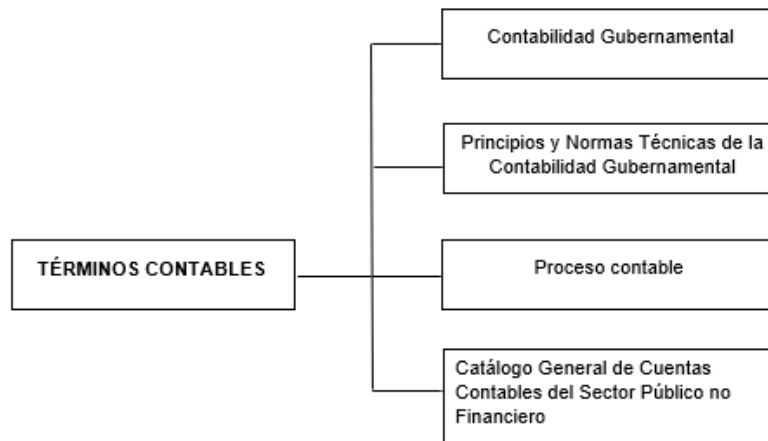 Contabilidad Gubernamental
Principios y Normas Técnicas de la
Contabilidad Gubernamental
TÉRMINOS CONTABLES
Proceso contable
Catálogo General de Cuentas
Contables del Sector Público no
Financiero